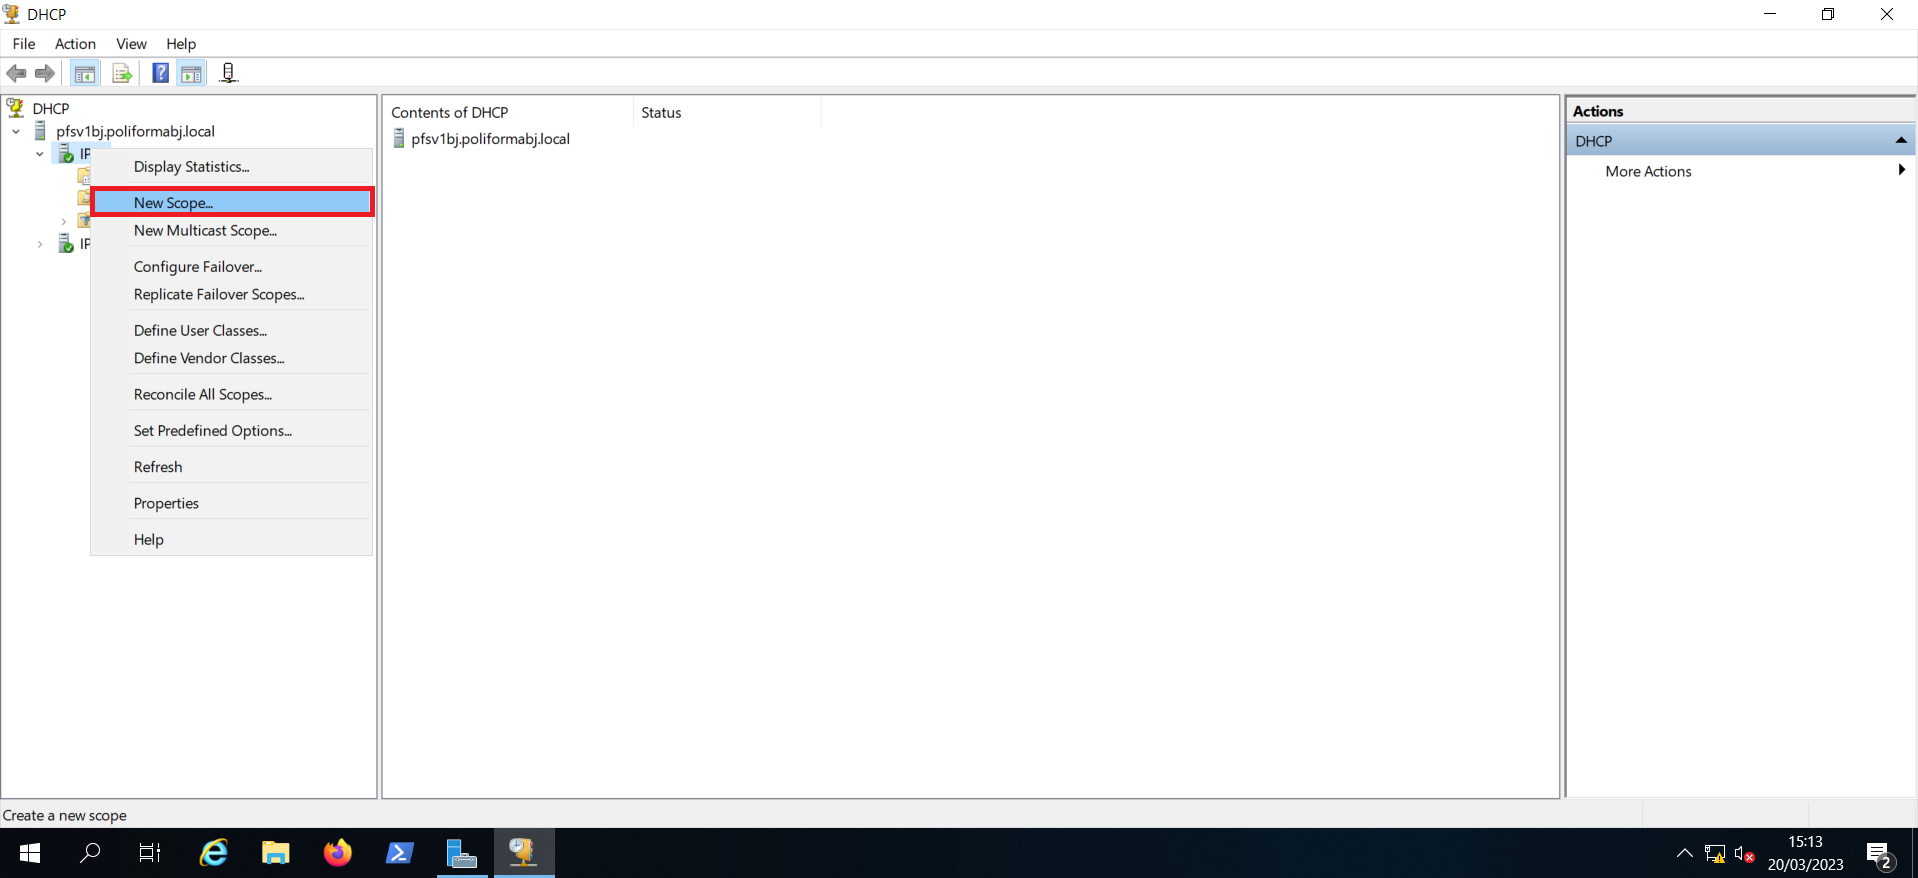 DHCP
File Action View Help
DHCP
pfsv1bj.poliformabj.local
IP
IP
Display Statistics...
New Scope...
New Multicast Scope...
Configure Failover...
Replicate Failover Scopes...
Define User Classes...
Define Vendor Classes...
Reconcile All Scopes...
Set Predefined Options...
Refresh
Properties
Help
Contents of DHCP Status
pfsv1bj.poliformabj.local
Actions
DHCP
More Actions
Create a new scope
15:13
20/03/2023
2